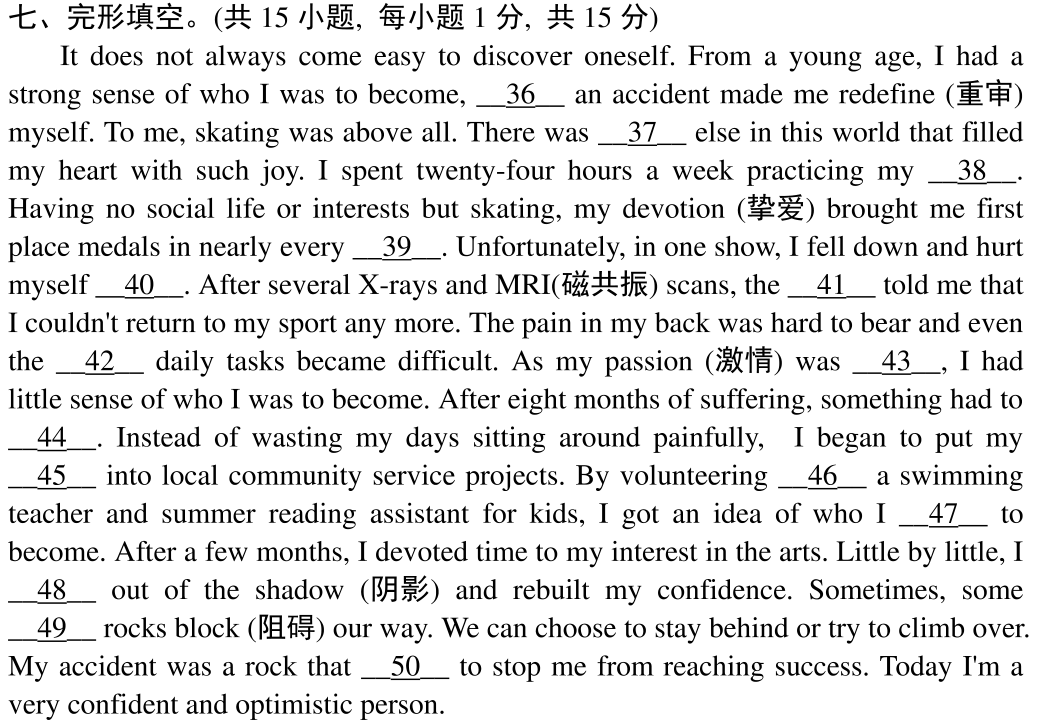 七、完形填空。(共 15 小题, 每小题 1 分, 共 15 分)
It does not always come easy to discover oneself. From a young age, I had a
strong sense of who I was to become, __36__ an accident made me redefine (重审)
myself. To me, skating was above all. There was __37__ else in this world that filled
my heart with such joy. I spent twenty-four hours a week practicing my __38__.
Having no social life or interests but skating, my devotion (挚爱) brought me first
place medals in nearly every __39__. Unfortunately, in one show, I fell down and hurt
myself __40__. After several X-rays and MRI(磁共振) scans, the __41__ told me that
I couldn't return to my sport any more. The pain in my back was hard to bear and even
the __42__ daily tasks became difficult. As my passion (激情) was __43__, I had
little sense of who I was to become. After eight months of suffering, something had to
__44__. Instead of wasting my days sitting around painfully, I began to put my
__45__ into local community service projects. By volunteering __46__ a swimming
teacher and summer reading assistant for kids, I got an idea of who I __47__ to
become. After a few months, I devoted time to my interest in the arts. Little by little, I
__48__ out of the shadow (阴影) and rebuilt my confidence. Sometimes, some
__49__ rocks block (阻碍) our way. We can choose to stay behind or try to climb over.
My accident was a rock that __50__ to stop me from reaching success. Today I'm a
very confident and optimistic person.